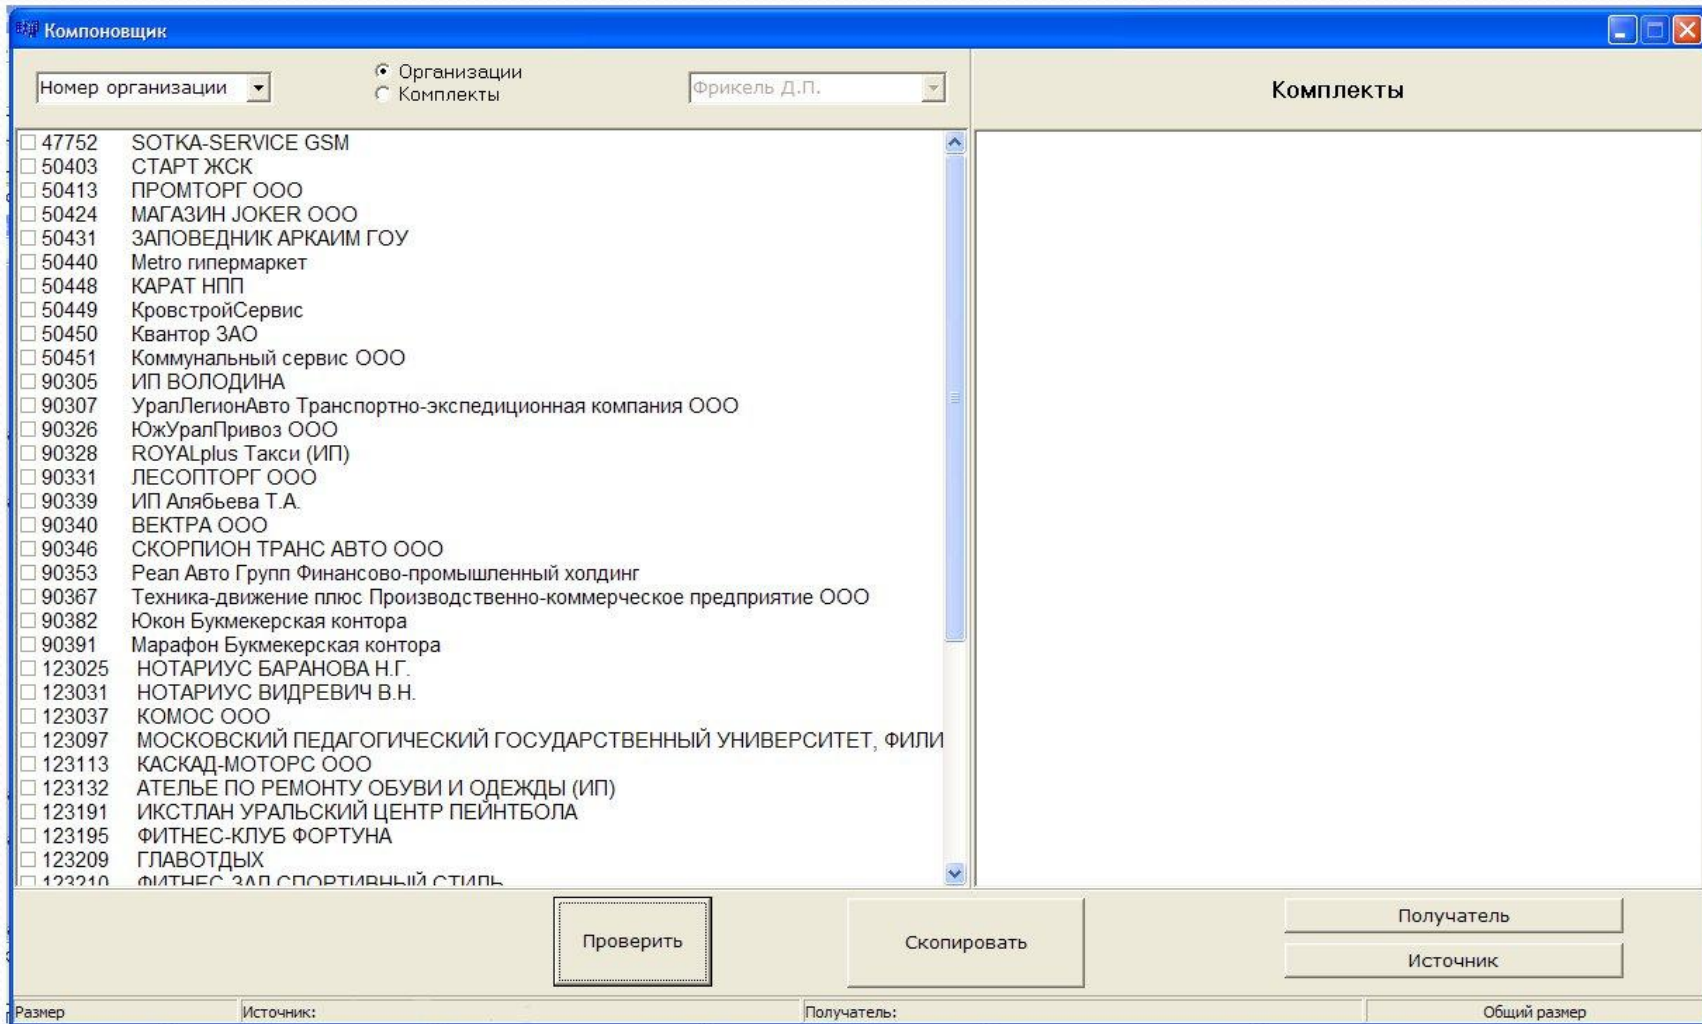 Компоновщик
Номер организации
Организации
Комплекты
Фрикель Д.П.
Комплекты
47752 SOTKA-SERVICE GSM
50403 СТАРТ ЖСК
50413 ПРОМТОРГ ООО
50424 МАГАЗИН JOKER ООО
50431 ЗАПОВЕДНИК АРКАИМ ГОУ
50440 Metro гипермаркет
50448 КАРАТ НПП
50449 КровстройСервис
50450 Квантор ЗАО
50451 Коммунальный сервис ООО
90305 ИП ВОЛОДИНА
90307 УралЛегионАвто Транспортно-экспедиционная компания ООО
90326 ЮжУралПривоз ООО
90328 ROYALplus Такси (ИП)
90331 ЛЕСОПТОРГ ООО
90339 ИП Алябьева Т.А.
90340 ВЕКТРА ООО
90346 СКОРПИОН ТРАНС АВТО ООО
90353 Реал Авто Групп Финансово-промышленный холдинг
90367 Техника-движение плюс Производственно-коммерческое предприятие ООО
90382 Юкон Букмекерская контора
90391 Марафон Букмекерская контора
123025 НОТАРИУС БАРАНОВА Н.Г.
123031 НОТАРИУС ВИДРЕВИЧ В.Н.
123037 КОМОС ООО
123097 МОСКОВСКИЙ ПЕДАГОГИЧЕСКИЙ ГОСУДАРСТВЕННЫЙ УНИВЕРСИТЕТ, ФИЛИ
123113 КАСКАД-МОТОРС ООО
123132 АТЕЛЬЕ ПО РЕМОНТУ ОБУВИ И ОДЕЖДЫ (ИП)
123191 ИКСТЛАН УРАЛЬСКИЙ ЦЕНТР ПЕЙНТБОЛА
123195 ФИТНЕС-КЛУБ ФОРТУНА
123209 ГЛАВОТДЫХ
123210 ФИТНЕС ЗАЛ СПОРТИВНЫЙ СТИЛЬ
Проверить
Скопировать
Получатель
Источник
Размер
Источник:
Получатель:
Общий размер